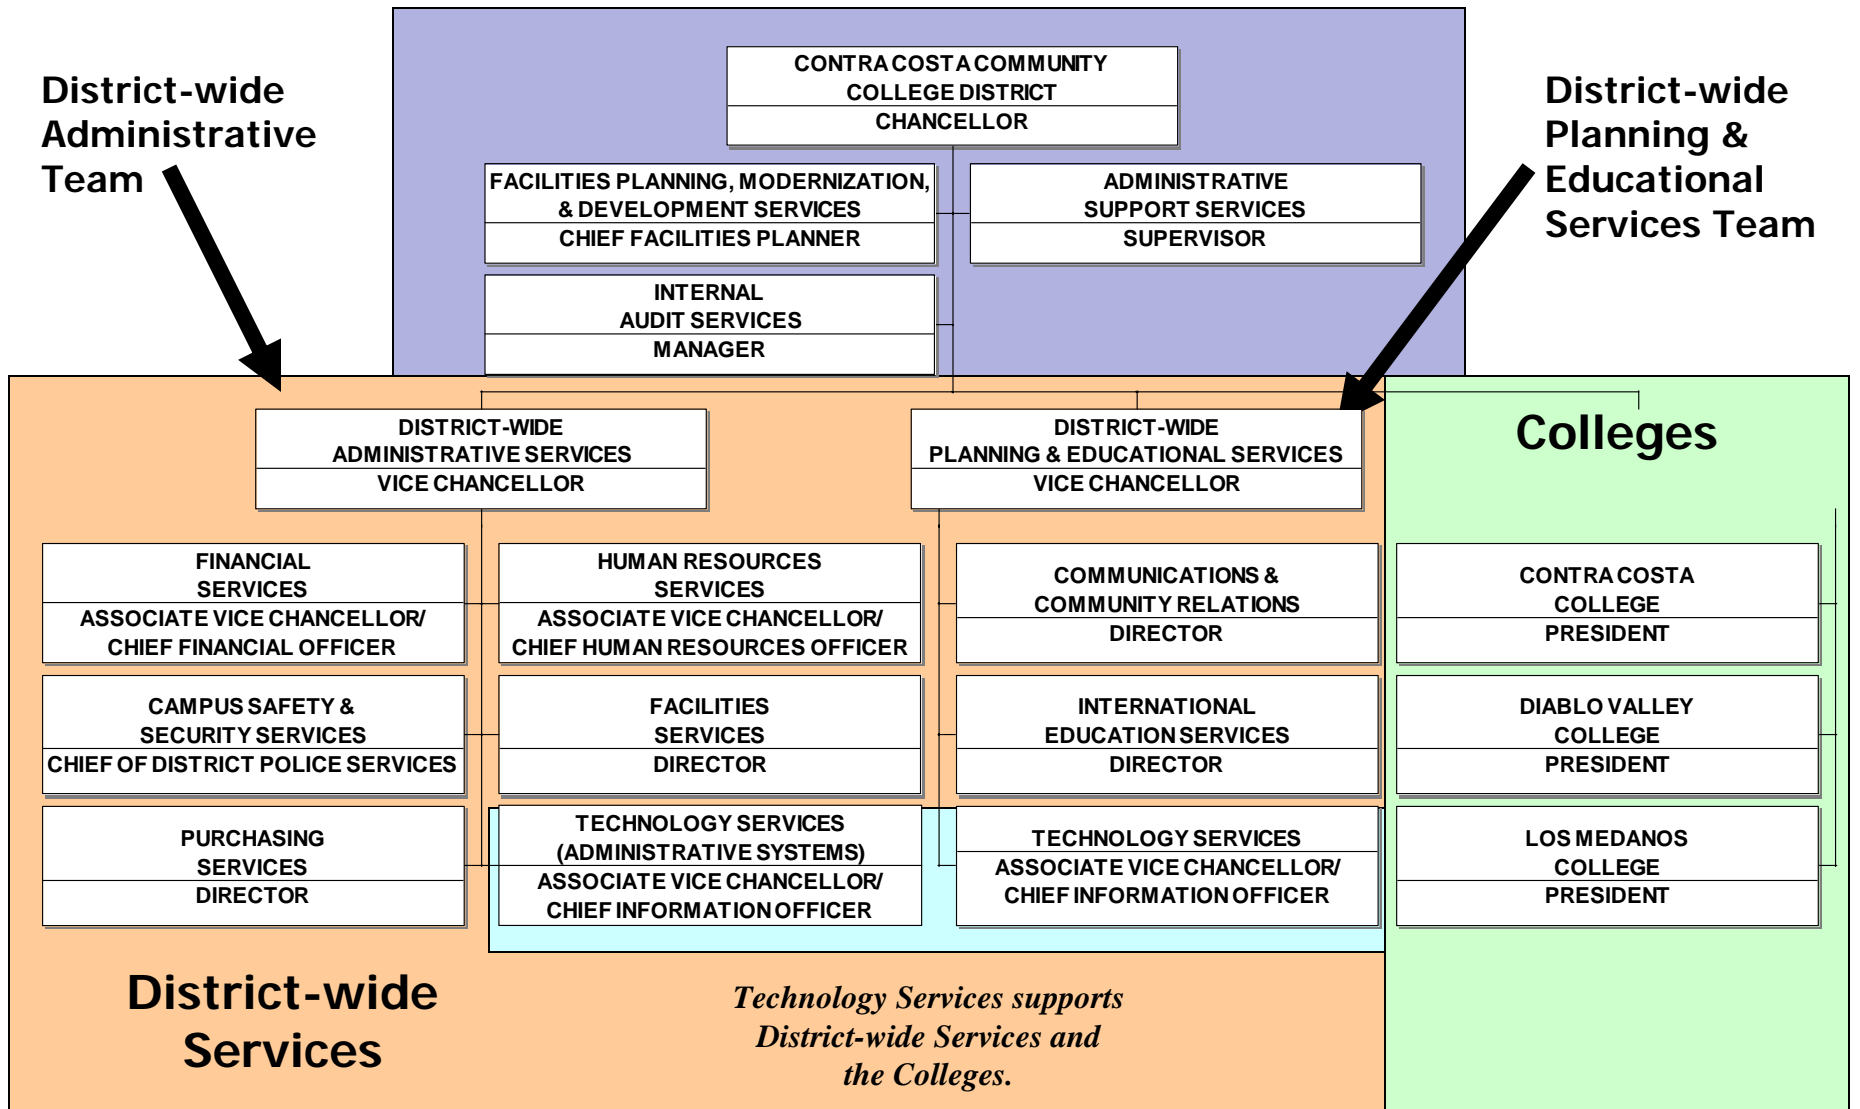 CONTRA COSTA COMMUNITY
COLLEGE DISTRICT
CHANCELLOR
District-wide
Administrative
Team
District-wide
Planning &
Educational
Services Team
FACILITIES PLANNING, MODERNIZATION,
& DEVELOPMENT SERVICES
CHIEF FACILITIES PLANNER
ADMINISTRATIVE
SUPPORT SERVICES
SUPERVISOR
INTERNAL
AUDIT SERVICES
MANAGER
DISTRICT-WIDE
ADMINISTRATIVE SERVICES
VICE CHANCELLOR
DISTRICT-WIDE
PLANNING & EDUCATIONAL SERVICES
VICE CHANCELLOR
Colleges
FINANCIAL
SERVICES
ASSOCIATE VICE CHANCELLOR/
CHIEF FINANCIAL OFFICER
HUMAN RESOURCES
SERVICES
ASSOCIATE VICE CHANCELLOR/
CHIEF HUMAN RESOURCES OFFICER
COMMUNICATIONS &
COMMUNITY RELATIONS
DIRECTOR
CONTRA COSTA
COLLEGE
PRESIDENT
CAMPUS SAFETY &
SECURITY SERVICES
CHIEF OF DISTRICT POLICE SERVICES
FACILITIES
SERVICES
DIRECTOR
INTERNATIONAL
EDUCATION SERVICES
DIRECTOR
DIABLO VALLEY
COLLEGE
PRESIDENT
PURCHASING
SERVICES
DIRECTOR
TECHNOLOGY SERVICES
(ADMINISTRATIVE SYSTEMS)
ASSOCIATE VICE CHANCELLOR/
CHIEF INFORMATION OFFICER
TECHNOLOGY SERVICES
ASSOCIATE VICE CHANCELLOR/
CHIEF INFORMATION OFFICER
LOS MEDANOS
COLLEGE
PRESIDENT
District-wide
Services
Technology Services supports
District-wide Services and
the Colleges.